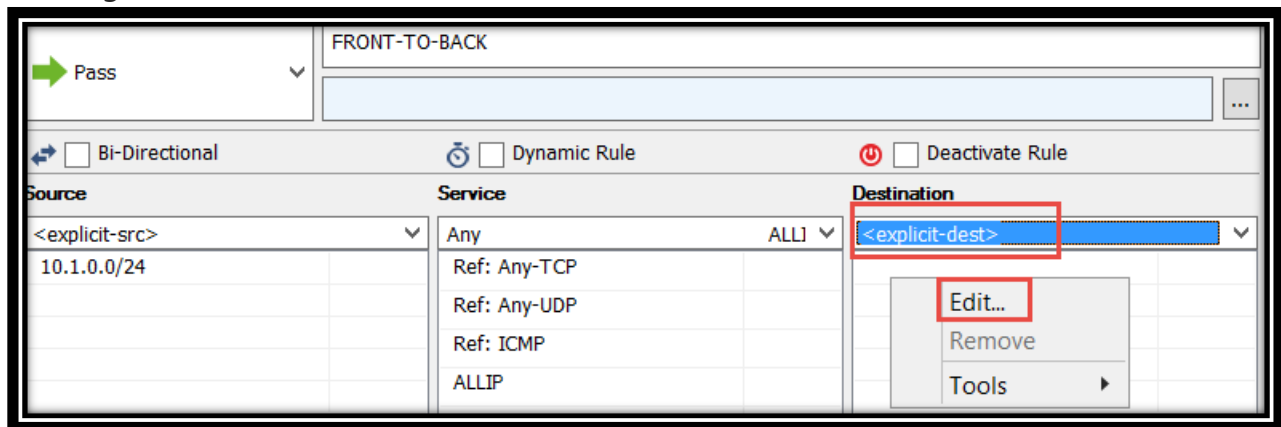 FRONT-TO-BACK
Pass
...
Bi-Directional
Dynamic Rule
Deactivate Rule
Source
Service
Destination
<explicit-src>
Any ALLI
<explicit-dest>
10.1.0.0/24
Ref: Any-TCP
Ref: Any-UDP
Ref: ICMP
ALLIP
Edit...
Remove
Tools